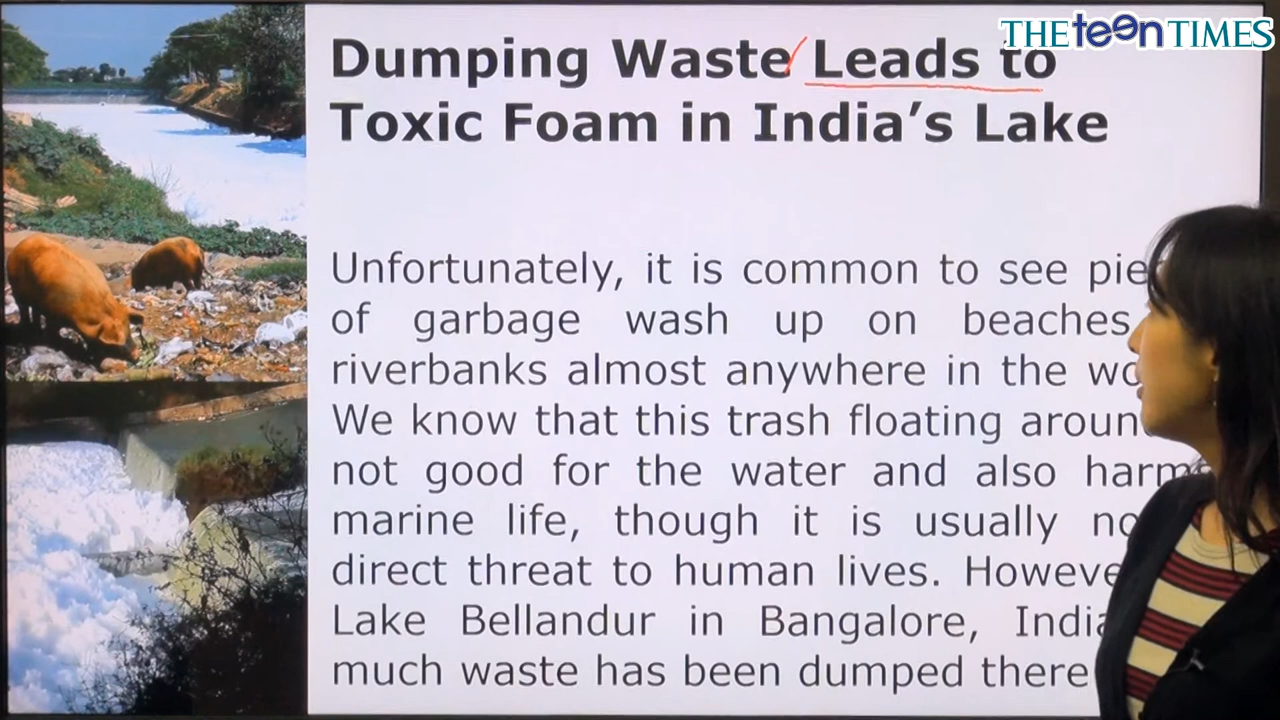 THE teen TIMES
Dumping Waste Leads to
Toxic Foam in India's Lake
Unfortunately, it is common to see
of garbage wash up on beaches
riverbanks almost anywhere in the
We know that this trash floating
not good for the water and also
marine life, though it is usually
direct threat to human lives.
Lake Bellandur in Bangalore,
much waste has been dumped there